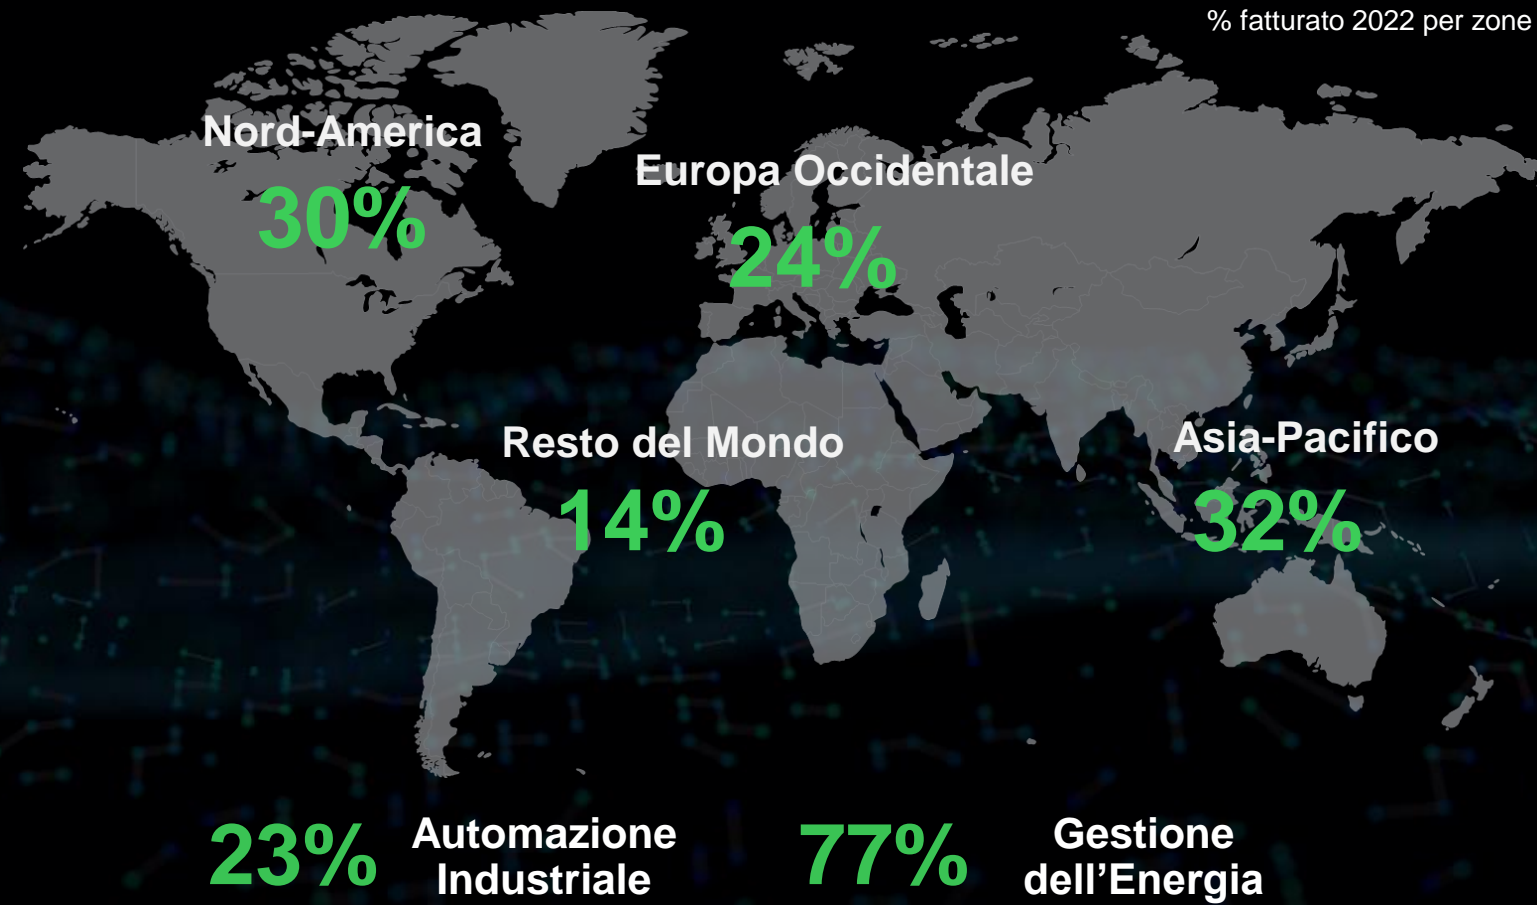 % fatturato 2022 per zone
Nord-America
30%
Europa Occidentale
24%
Resto del Mondo
14%
Asia-Pacifico
32%
23%
Automazione
Industriale
77%
Gestione
dell’Energia